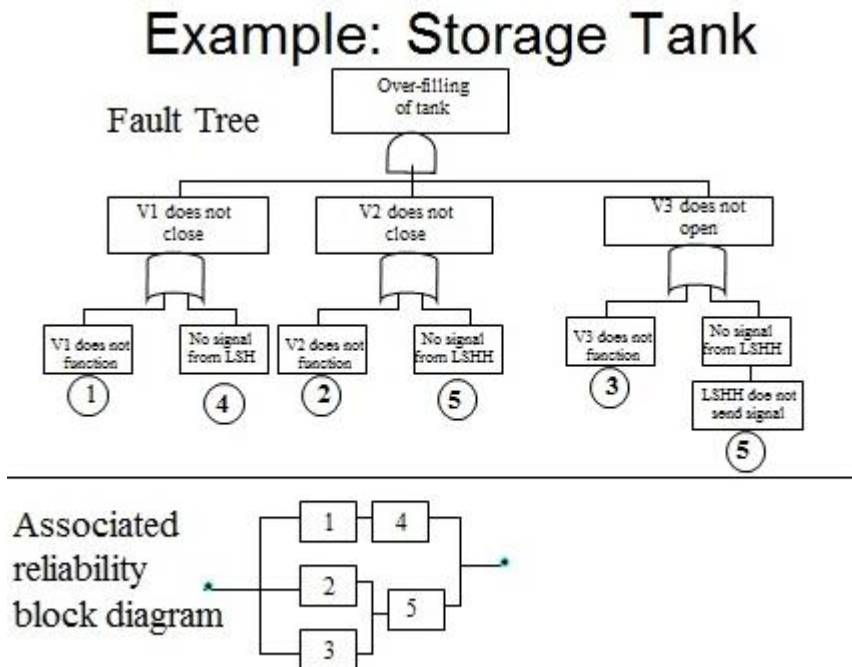 Example: Storage Tank
Fault Tree
Over-filling
of tank
V1 does not
close
V2 does not
close
V3 does not
open
V1 does not
function
No signal
from LSH
V2 does not
function
No signal
from LSHH
V3 does not
function
No signal
from LSHH
1
4
2
5
3
LSHH doe not
send signal
5
Associated
reliability
block diagram
1
4
2
5
3